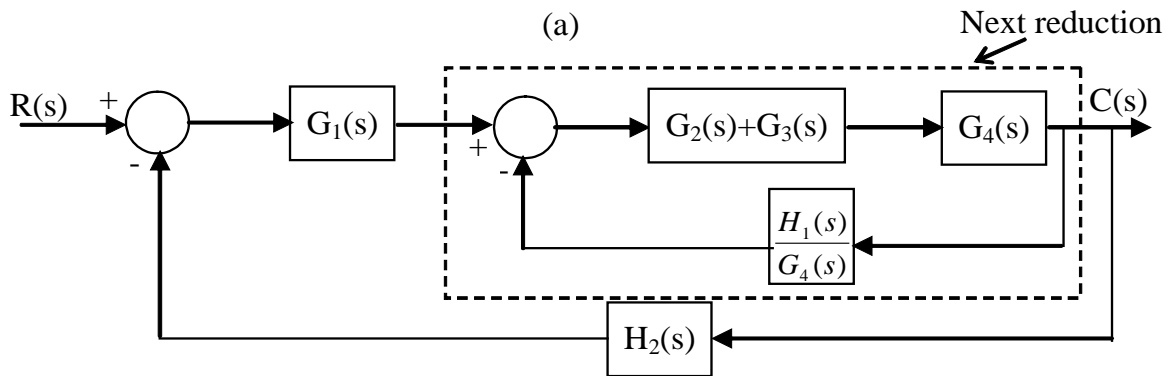 (a)
Next reduction
R(s)
+
-
G₁(s)
+
-
G₂(s)+G₃(s)
G₄(s)
C(s)
H₁(s)
G₄(s)
H₂(s)